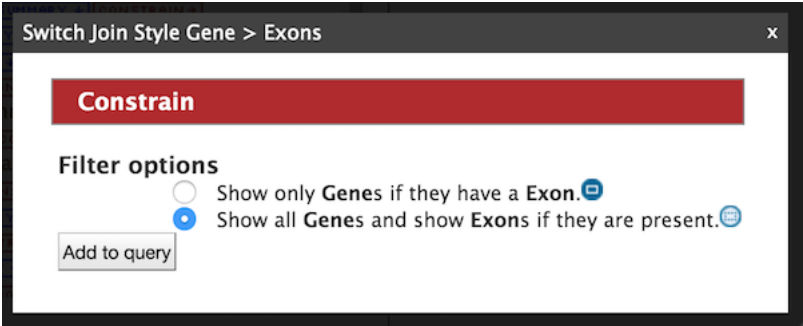 Switch Join Style Gene > Exons
x
Constrain
Filter options
Show only Genes if they have a Exon.
Show all Genes and show Exons if they are present.
Add to query